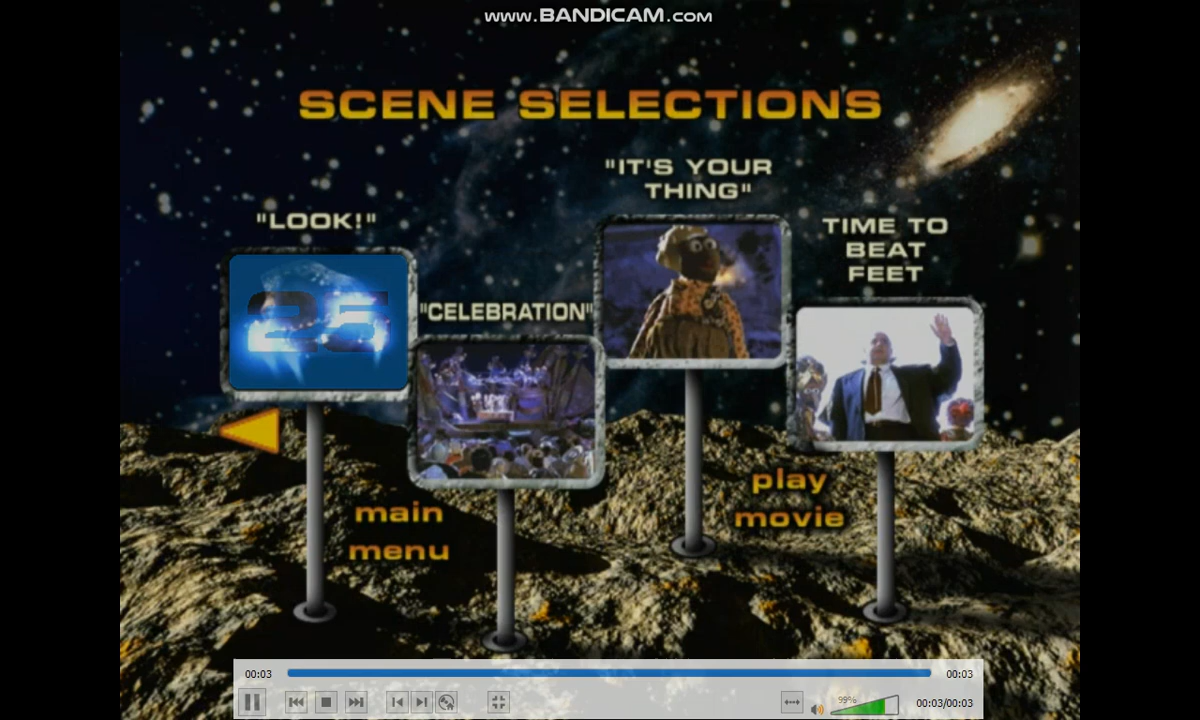 www.BANDICAM.com
SCENE SELECTIONS
"IT'S YOUR
THING"
"LOOK!"
TIME TO
BEAT
FEET
25
"CELEBRATION"
play
movie
main
menu
00:03
00:03
99%
00:03/00:03